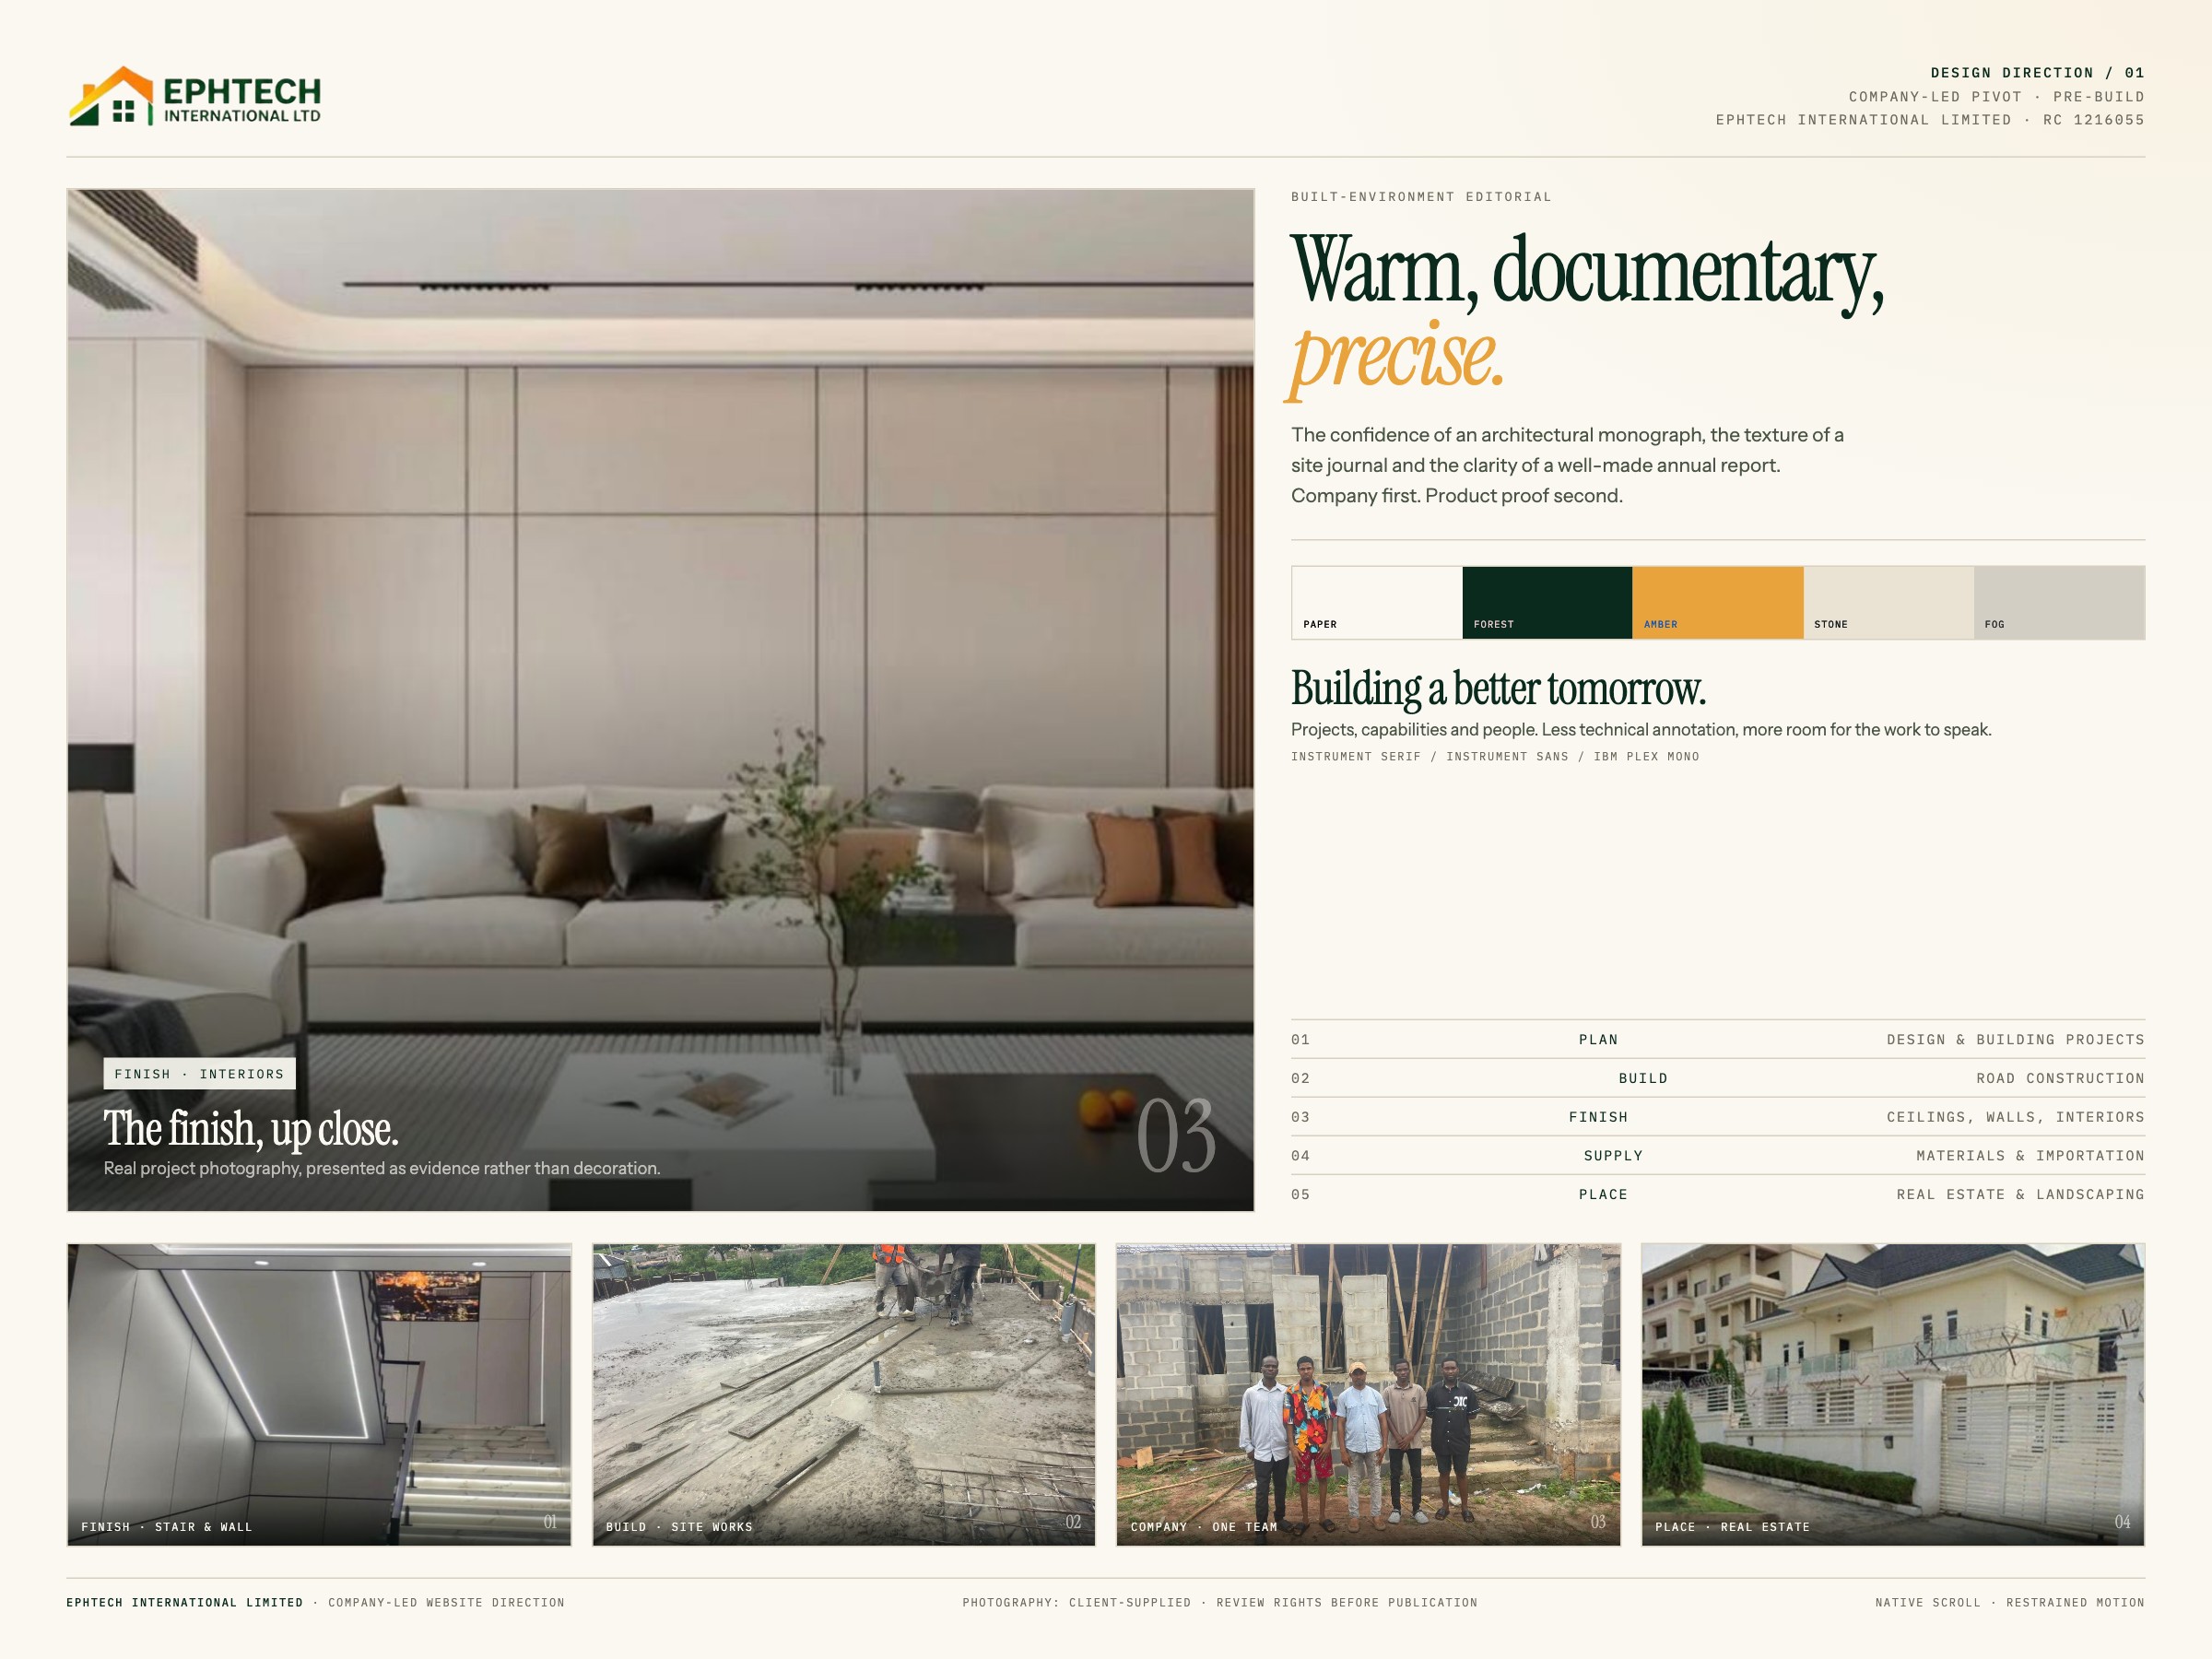 EPHTECH
INTERNATIONAL LTD
DESIGN DIRECTION / 01
COMPANY-LED PIVOT · PRE-BUILD
EPHTECH INTERNATIONAL LIMITED · RC 1216055
BUILT-ENVIRONMENT EDITORIAL
Warm, documentary,
precise.
The confidence of an architectural monograph, the texture of a
site journal and the clarity of a well-made annual report.
Company first. Product proof second.
PAPER
FOREST
AMBER
STONE
FOG
Building a better tomorrow.
Projects, capabilities and people. Less technical annotation, more room for the work to speak.
INSTRUMENT SERIF / INSTRUMENT SANS / IBM PLEX MONO
01 PLAN DESIGN & BUILDING PROJECTS
02 BUILD ROAD CONSTRUCTION
03 FINISH CEILINGS, WALLS, INTERIORS
04 SUPPLY MATERIALS & IMPORTATION
05 PLACE REAL ESTATE & LANDSCAPING
FINISH · INTERIORS
The finish, up close.
Real project photography, presented as evidence rather than decoration.
03
FINISH · STAIR & WALL 01
BUILD · SITE WORKS 02
COMPANY · ONE TEAM 03
PLACE · REAL ESTATE 04
EPHTECH INTERNATIONAL LIMITED · COMPANY-LED WEBSITE DIRECTION
PHOTOGRAPHY: CLIENT-SUPPLIED · REVIEW RIGHTS BEFORE PUBLICATION
NATIVE SCROLL · RESTRAINED MOTION